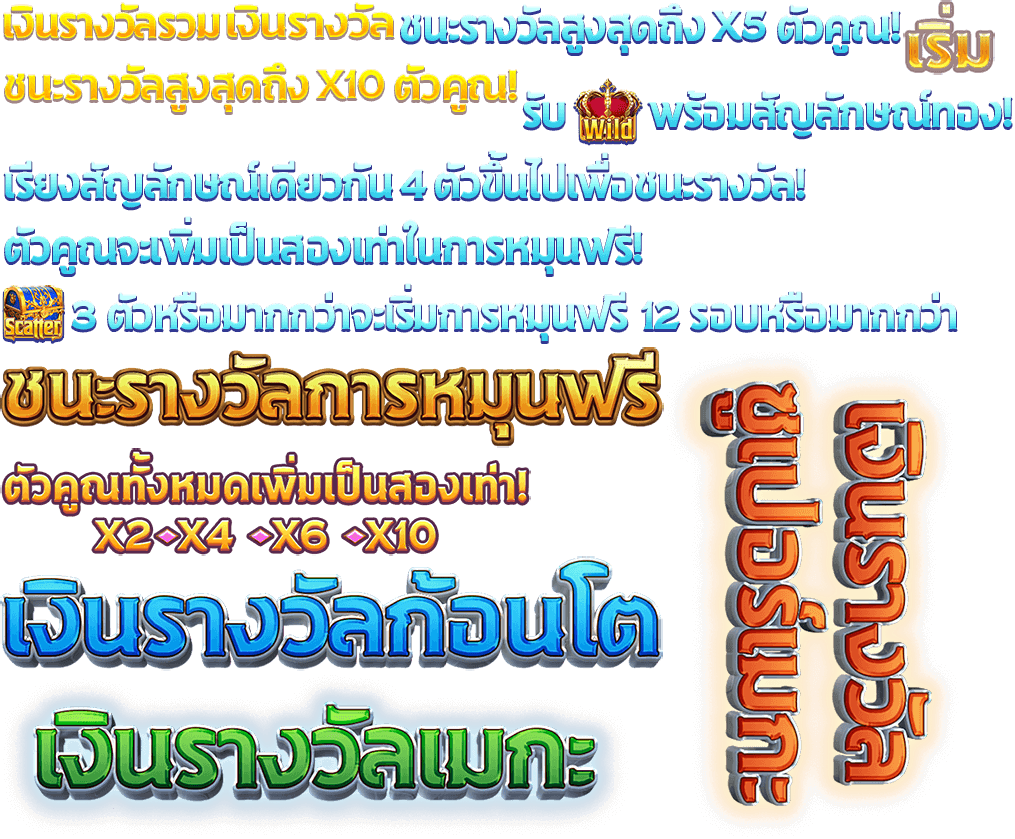 เงินรางวัลรวม เงินรางวัล ชนะรางวัลสูงสุดถึง X5 ตัวคูณ! เริ่ม
ชนะรางวัลสูงสุดถึง X10 ตัวคูณ!
รับ Wild พร้อมสัญลักษณ์ทอง!
เรียงสัญลักษณ์เดียวกัน 4 ตัวขึ้นไปเพื่อชนะรางวัล!
ตัวคูณจะเพิ่มเป็นสองเท่าในการหมุนฟรี!
Scatter 3 ตัวหรือมากกว่าจะเริ่มการหมุนฟรี 12 รอบหรือมากกว่า
ชนะรางวัลการหมุนฟรี
ตัวคูณทั้งหมดเพิ่มเป็นสองเท่า!
X2 X4 X6 X10
เงินรางวัลก้อนโต
เงินรางวัลเมกะ
เงินรางวัล
ซูเปอร์เมกะ